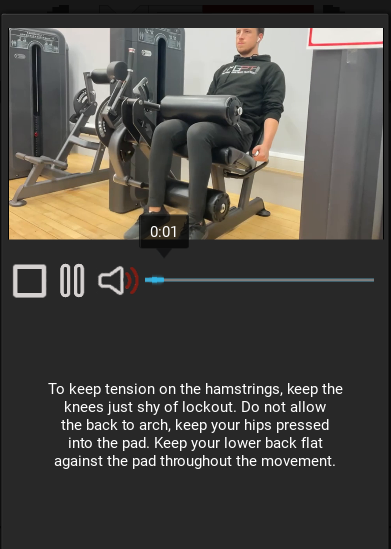 0:01
To keep tension on the hamstrings, keep the
knees just shy of lockout. Do not allow
the back to arch, keep your hips pressed
into the pad. Keep your lower back flat
against the pad throughout the movement.